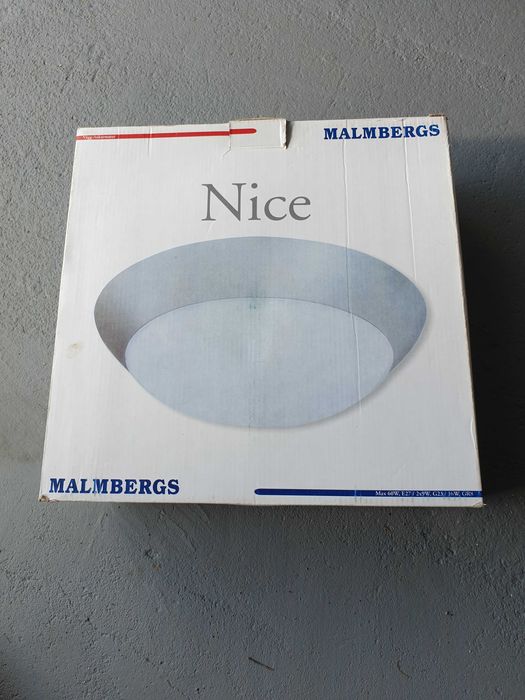 MALMBERGS
Nice
MALMBERGS
Max 60W, E27 / 2x9W, G23 / 16W, GR8